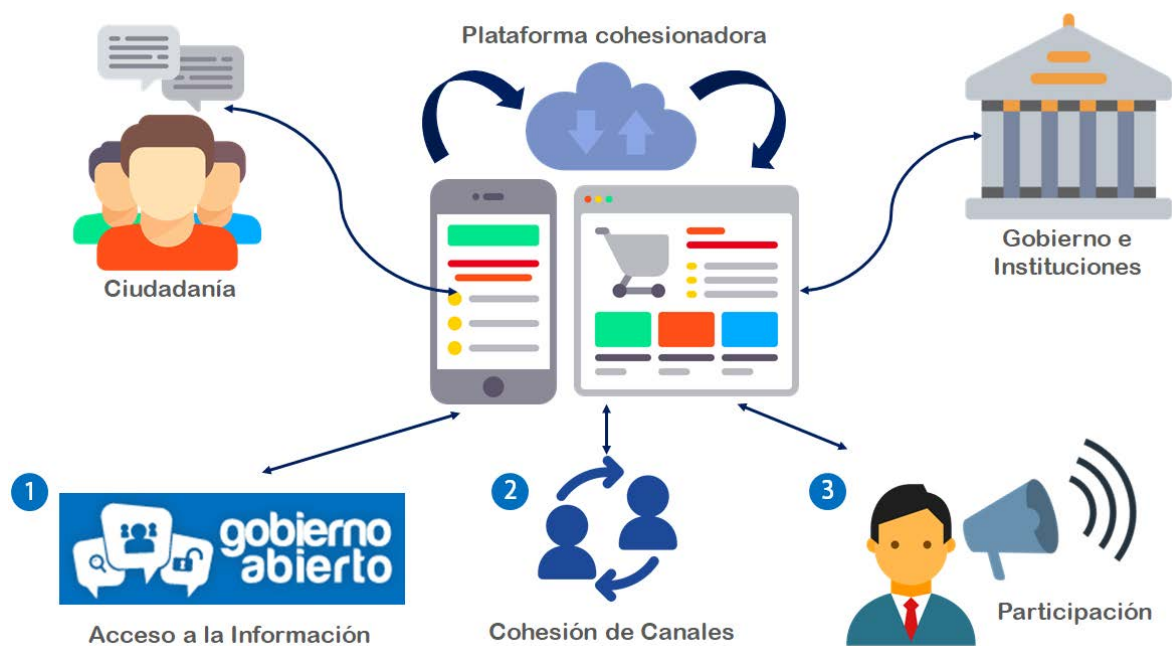 Plataforma cohesionadora
Ciudadanía
Gobierno e
Instituciones
1
gobierno
abierto
Acceso a la Información
2
Cohesión de Canales
3
Participación